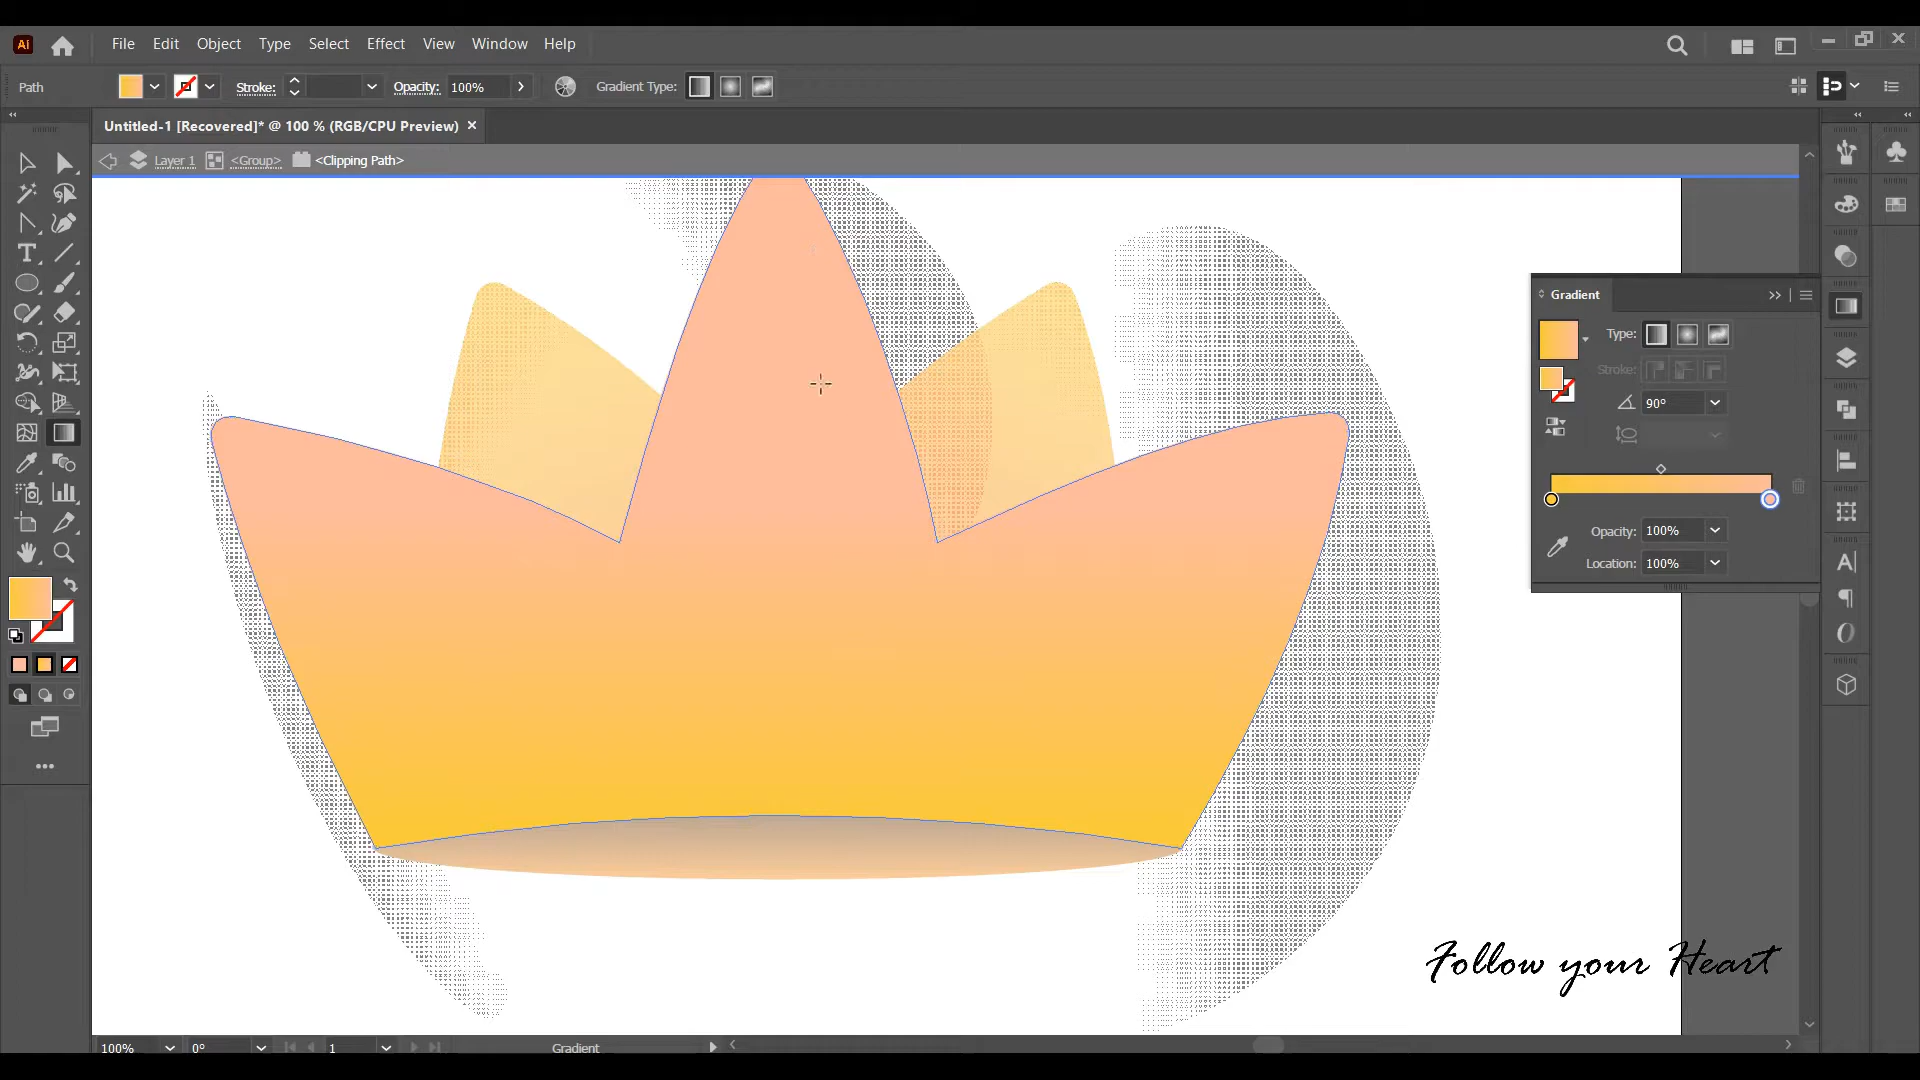 Ai File Edit Object Type Select Effect View Window Help
Path Stroke: Opacity: 100% Gradient Type:
Untitled-1 [Recovered]* @ 100 % (RGB/CPU Preview) ×
Layer 1 <Group> <Clipping Path>
Gradient
Type:
Stroke:
90°
Opacity: 100%
Location: 100%
Follow your Heart
100% 0° 1 Gradient